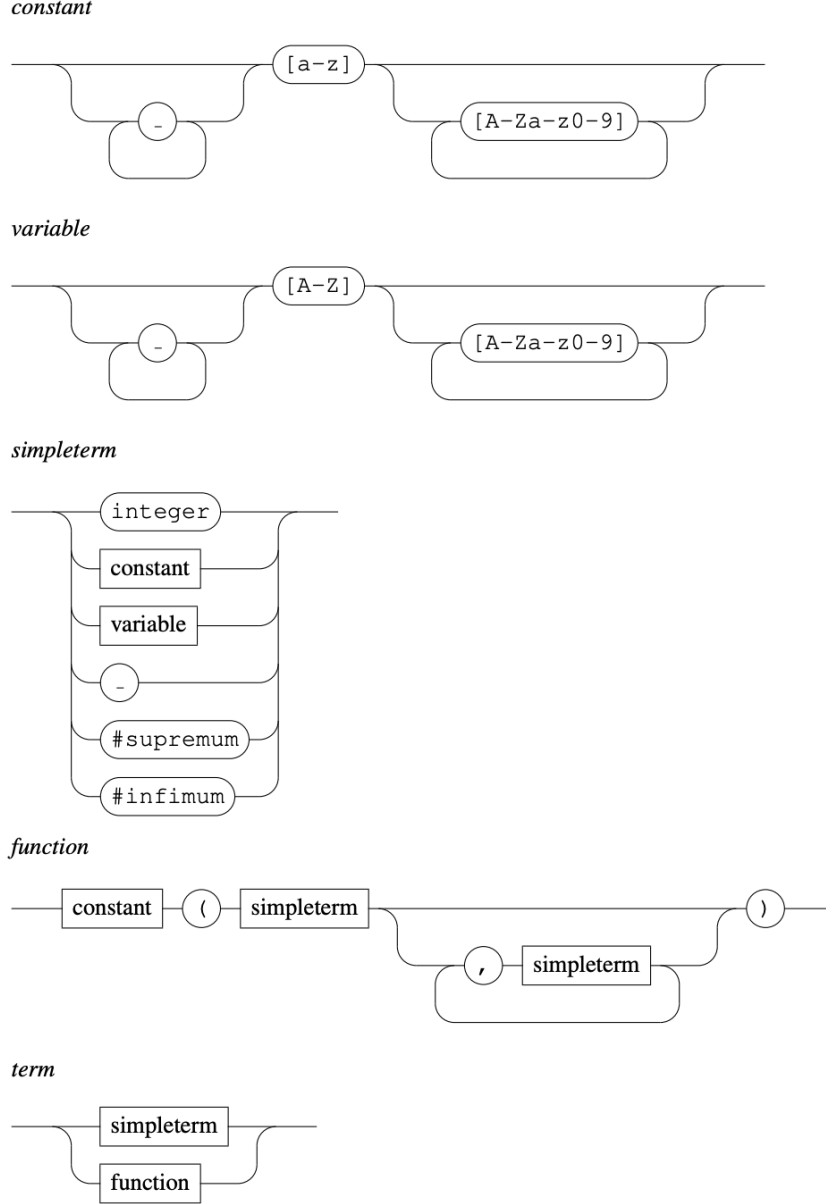 constant
[a-z]
_
[A-Za-z0-9]
variable
[A-Z]
_
[A-Za-z0-9]
simpleterm
integer
constant
variable
_
#supremum
#infimum
function
constant ( simpleterm )
, simpleterm
term
simpleterm
function